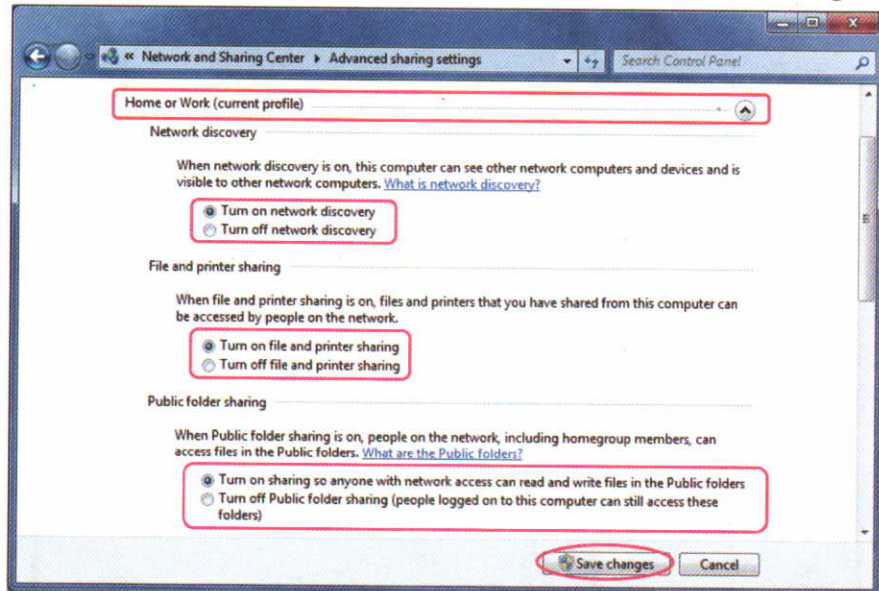 « Network and Sharing Center ▸ Advanced sharing settings
Search Control Panel
Home or Work (current profile)
Network discovery
When network discovery is on, this computer can see other network computers and devices and is
visible to other network computers. What is network discovery?
Turn on network discovery
Turn off network discovery
File and printer sharing
When file and printer sharing is on, files and printers that you have shared from this computer can
be accessed by people on the network.
Turn on file and printer sharing
Turn off file and printer sharing
Public folder sharing
When Public folder sharing is on, people on the network, including homegroup members, can
access files in the Public folders. What are the Public folders?
Turn on sharing so anyone with network access can read and write files in the Public folders
Turn off Public folder sharing (people logged on to this computer can still access these
folders)
Save changes
Cancel